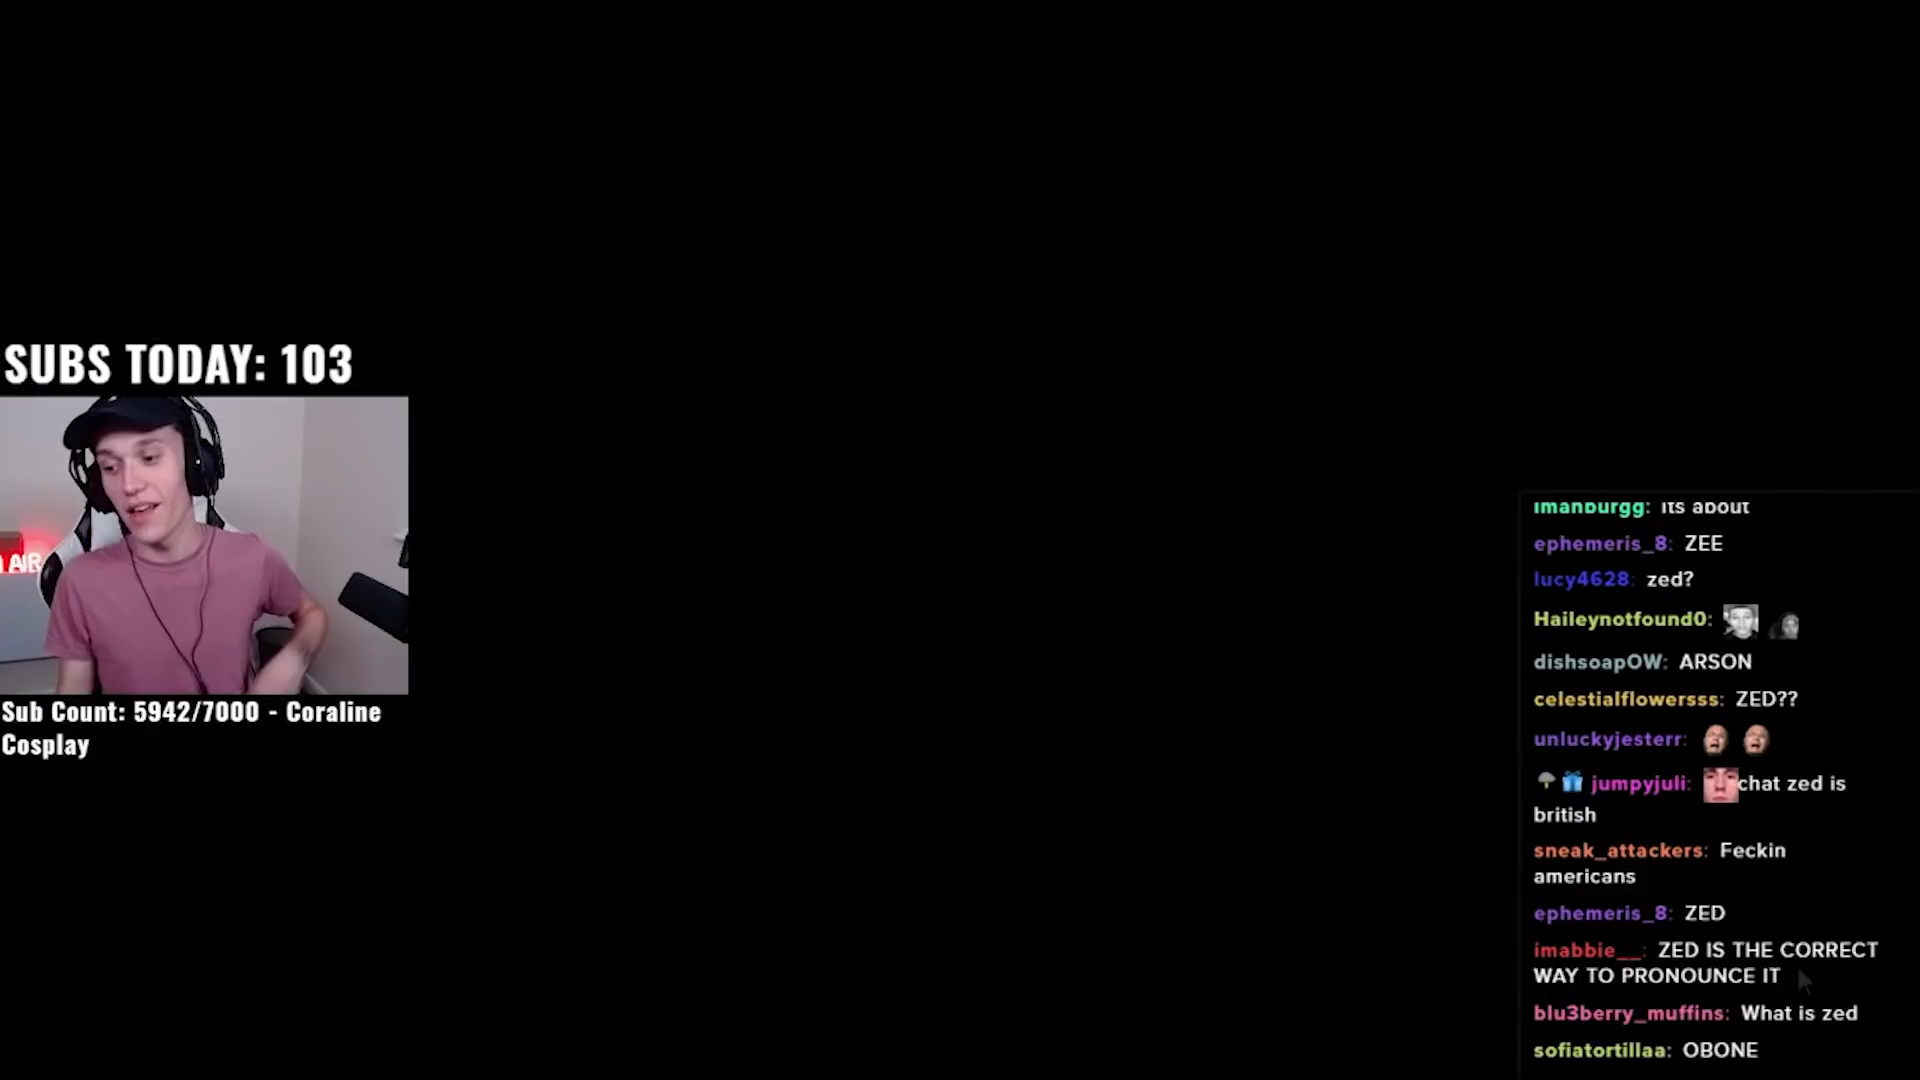 SUBS TODAY: 103
AIR
Sub Count: 5942/7000 - Coraline
Cosplay
imanburgg: its about
ephemeris_8: ZEE
lucy4628: zed?
Haileynotfound0:
dishsoapOW: ARSON
celestialflowersss: ZED??
unluckyjesterr:
jumpyjuli: chat zed is
british
sneak_attackers: Feckin
americans
ephemeris_8: ZED
imabbie__: ZED IS THE CORRECT
WAY TO PRONOUNCE IT
blu3berry_muffins: What is zed
sofiatortillaa: OBONE